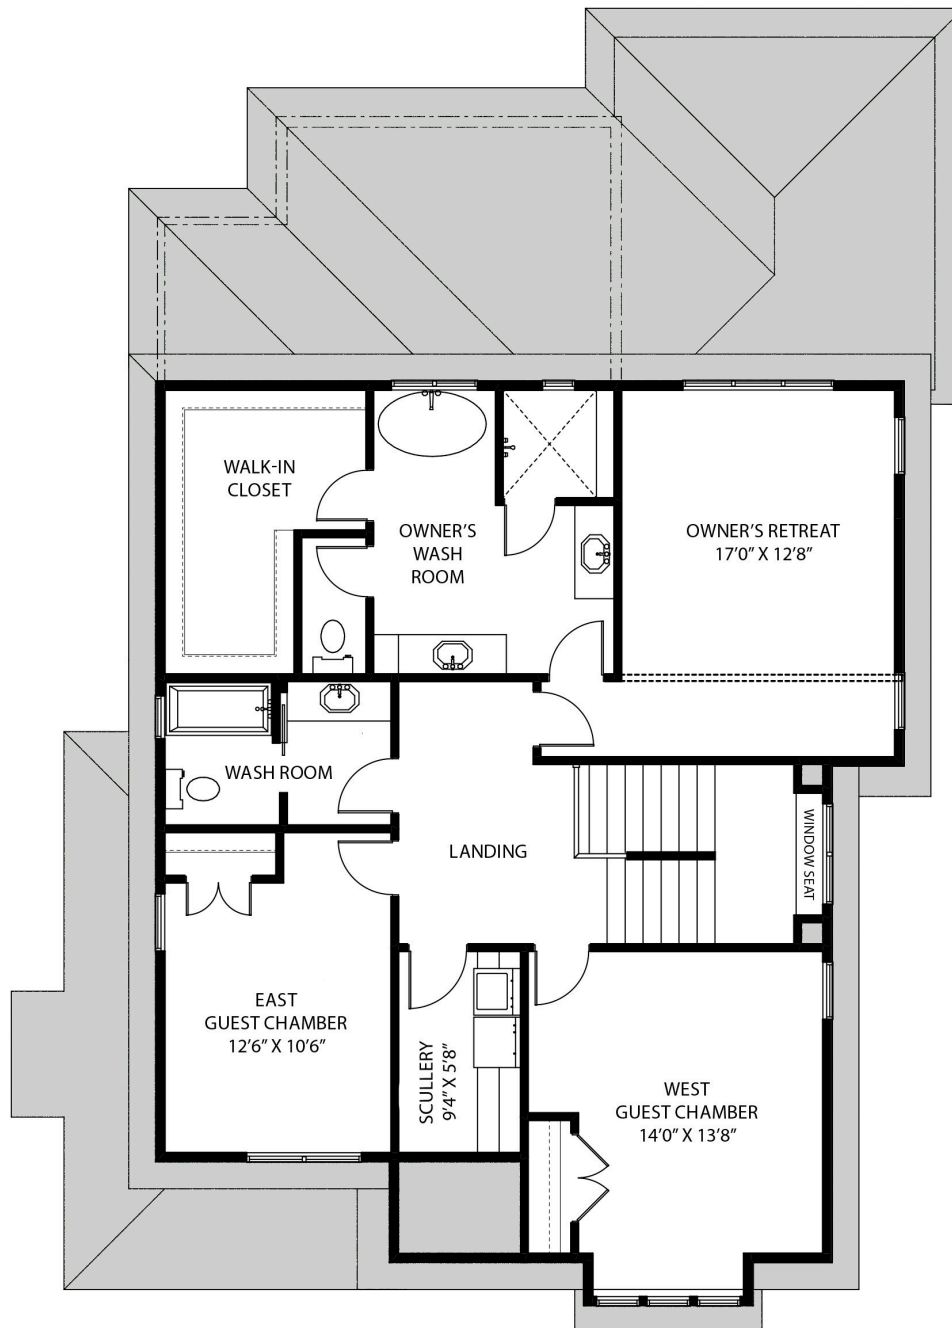 WALK-IN
CLOSET
OWNER'S
WASH
ROOM
OWNER'S RETREAT
17'0" X 12'8"
WASH ROOM
LANDING
WINDOW SEAT
EAST
GUEST CHAMBER
12'6" X 10'6"
SCULLERY
9'4" X 5'8"
WEST
GUEST CHAMBER
14'0" X 13'8"